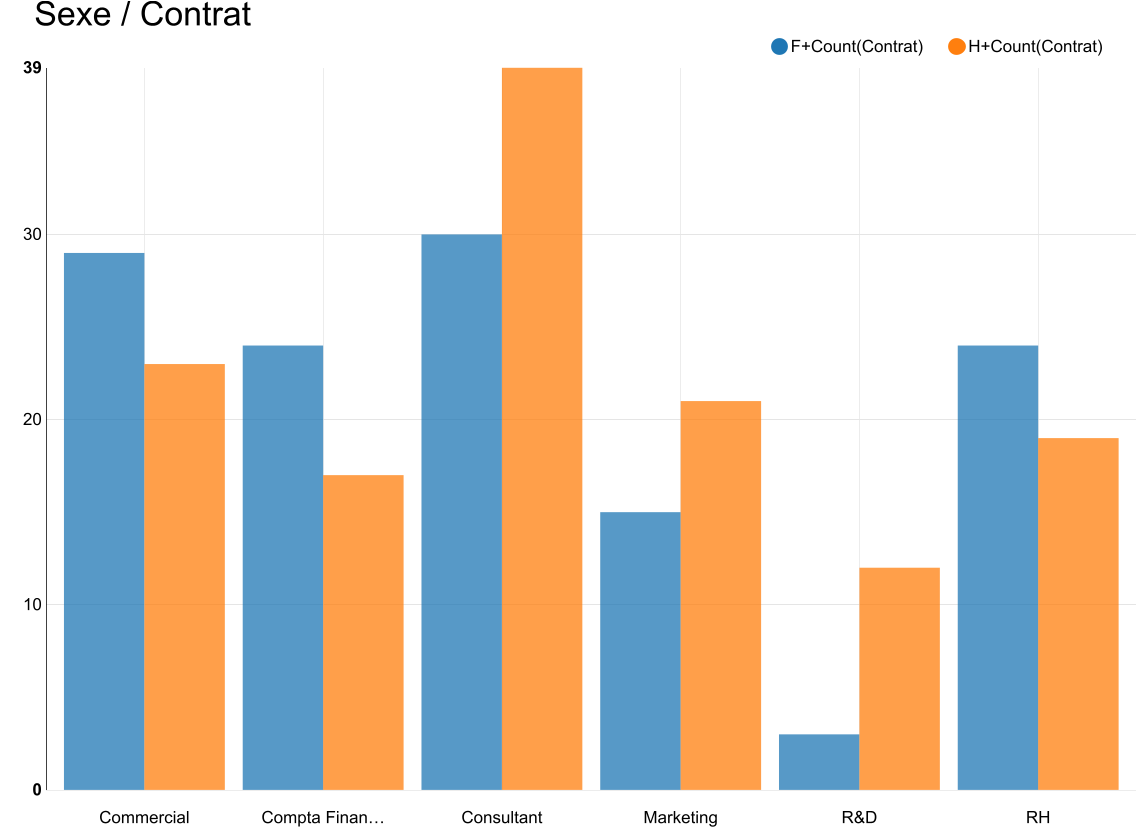 Sexe / Contrat
F+Count(Contrat) H+Count(Contrat)
39
30
20
10
0
Commercial Compta Finan… Consultant Marketing R&D RH